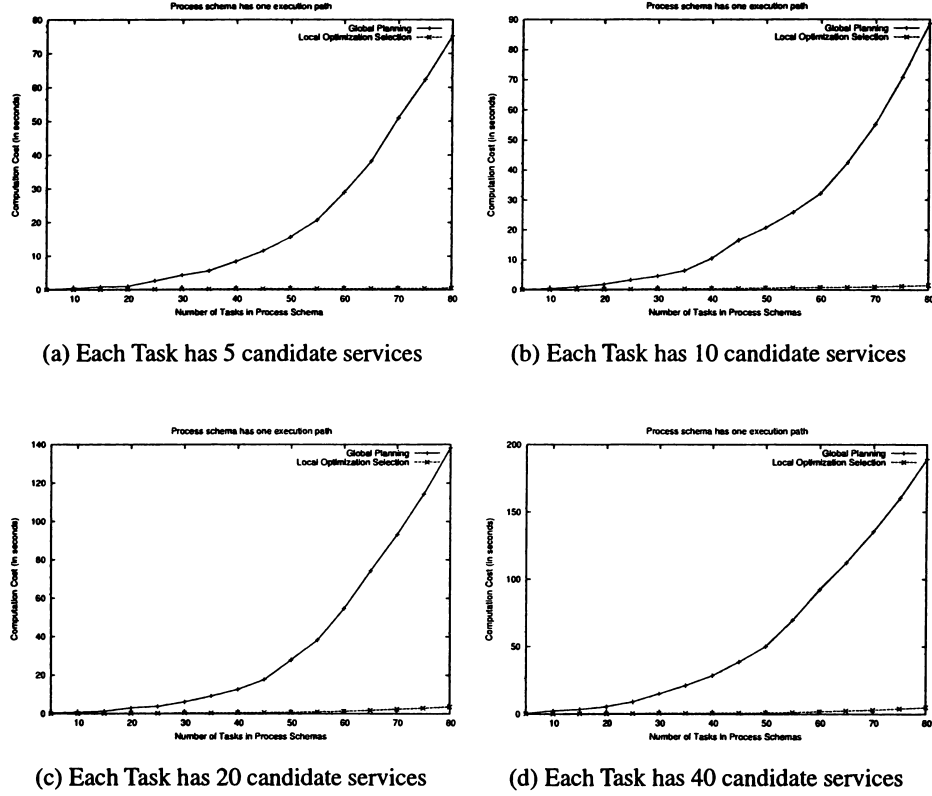 Process schema has one execution path
Global Planning
Local Optimization Selection
Computation Cost (in seconds)
80
70
60
50
40
30
20
10
0
10 20 30 40 50 60 70 80
Number of Tasks in Process Schemas
(a) Each Task has 5 candidate services
Process schema has one execution path
Global Planning
Local Optimization Selection
Computation Cost (in seconds)
90
80
70
60
50
40
30
20
10
0
10 20 30 40 50 60 70 80
Number of Tasks in Process Schemas
(b) Each Task has 10 candidate services
Process schema has one execution path
Global Planning
Local Optimization Selection
Computation Cost (in seconds)
140
120
100
80
60
40
20
0
10 20 30 40 50 60 70 80
Number of Tasks in Process Schemas
(c) Each Task has 20 candidate services
Process schema has one execution path
Global Planning
Local Optimization Selection
Computation Cost (in seconds)
200
150
100
50
0
10 20 30 40 50 60 70 80
Number of Tasks in Process Schemas
(d) Each Task has 40 candidate services